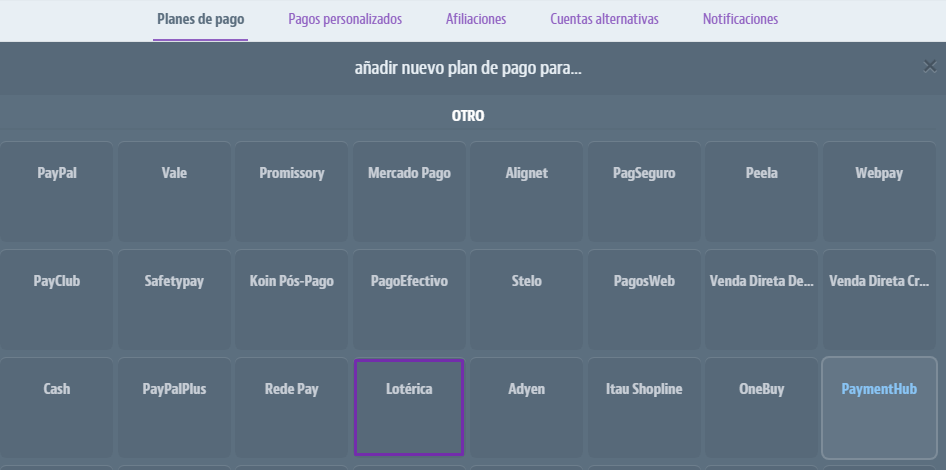 Planes de pago Pagos personalizados Afiliaciones Cuentas alternativas Notificaciones
añadir nuevo plan de pago para...
OTRO
PayPal Vale Promissory Mercado Pago Alignet PagSeguro Peela Webpay
PayClub Safetypay Koin Pós-Pago PagoEfectivo Stelo PagosWeb Venda Direta De... Venda Direta Cr...
Cash PayPalPlus Rede Pay Lotérica Adyen Itau Shopline OneBuy PaymentHub